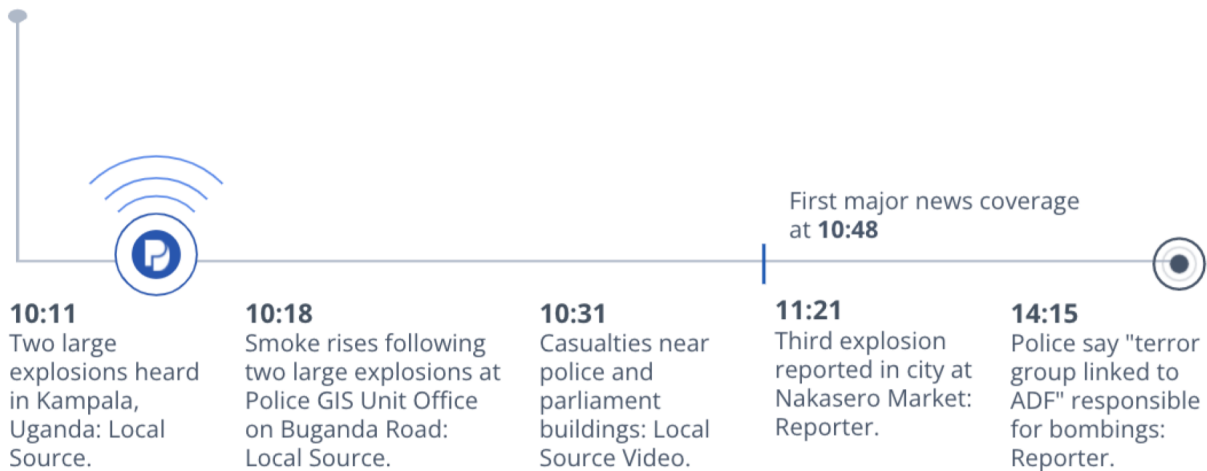 First major news coverage
at 10:48
10:11
Two large
explosions heard
in Kampala,
Uganda: Local
Source.
10:18
Smoke rises following
two large explosions at
Police GIS Unit Office
on Buganda Road:
Local Source.
10:31
Casualties near
police and
parliament
buildings: Local
Source Video.
11:21
Third explosion
reported in city at
Nakasero Market:
Reporter.
14:15
Police say "terror
group linked to
ADF" responsible
for bombings:
Reporter.